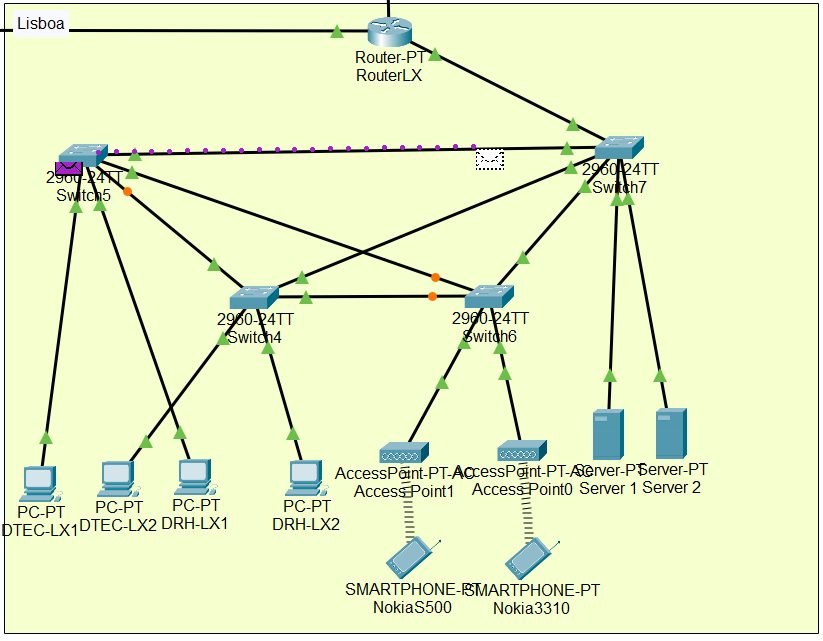 Lisboa
Router-PT
RouterLX
2960-24TT
Switch5
2960-24TT
Switch7
2960-24TT
Switch4
2960-24TT
Switch6
PC-PT
DTEC-LX1
PC-PT
DTEC-LX2
PC-PT
DRH-LX1
PC-PT
DRH-LX2
AccessPoint-PT-AC
Access Point1
AccessPoint-PT-AC
Access Point0
Server-PT
Server 1
Server-PT
Server 2
SMARTPHONE-PT
NokiaS500
SMARTPHONE-PT
Nokia3310